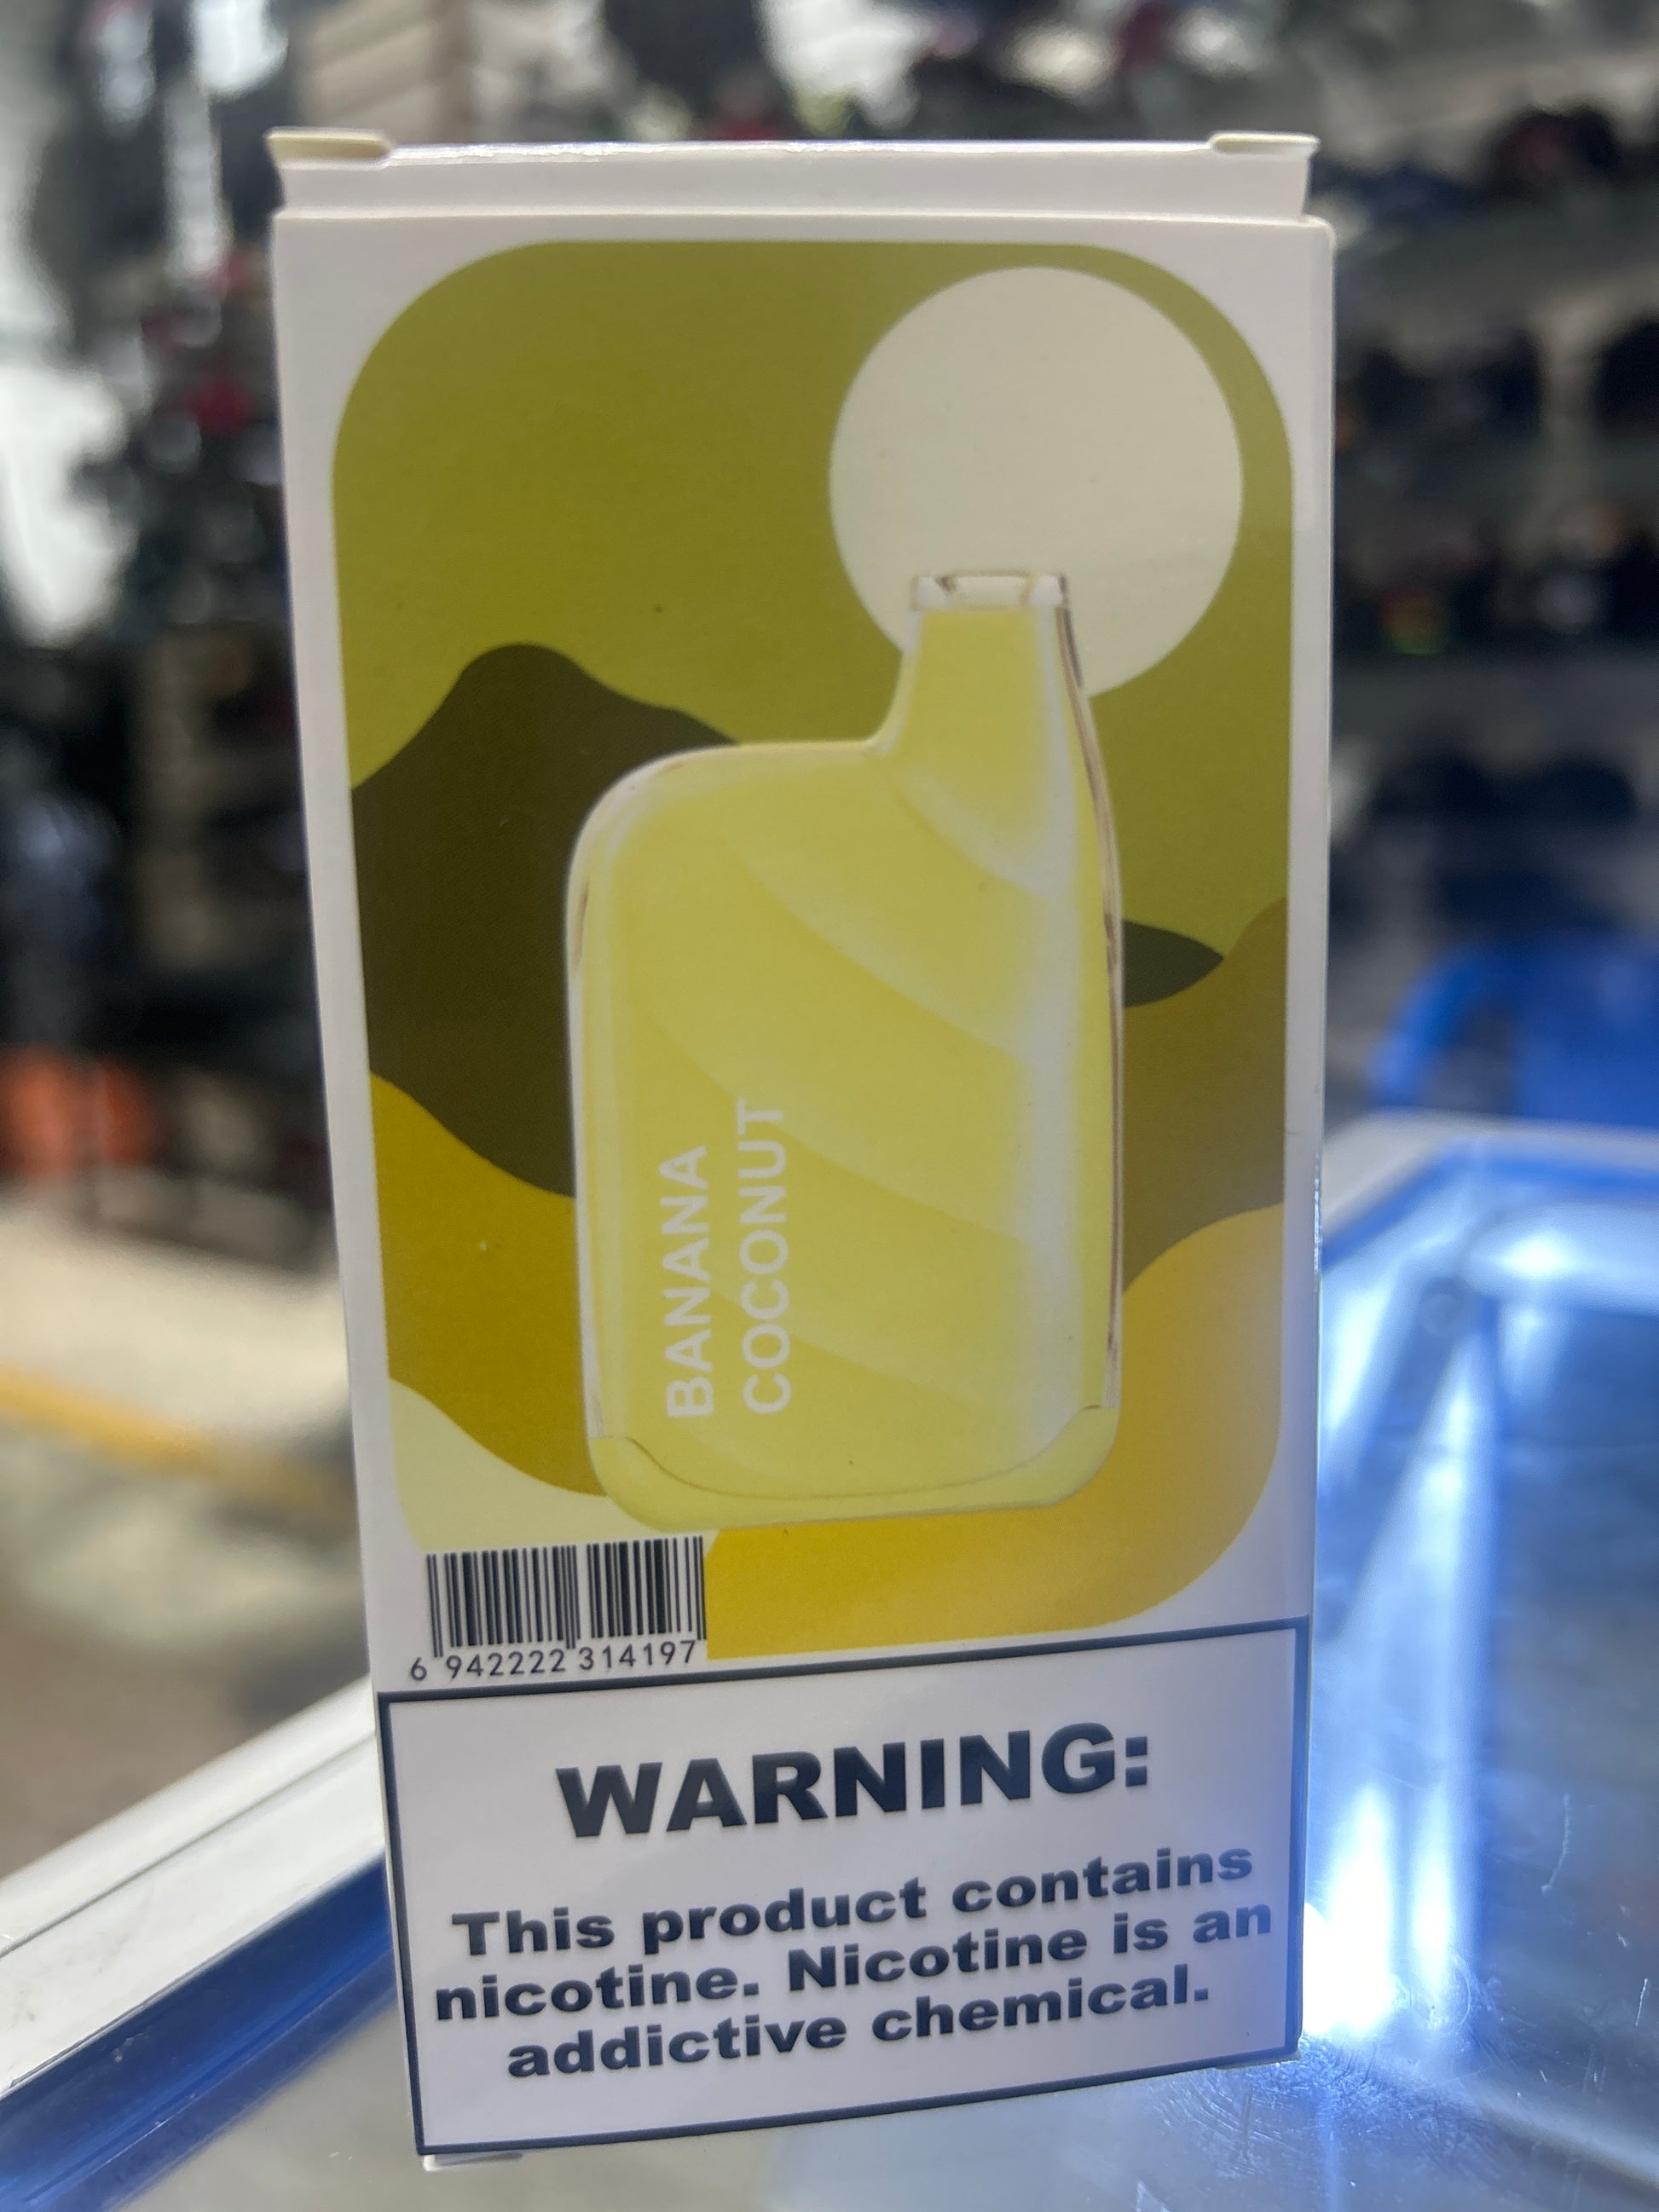 BANANA
COCONUT
6 942222 314197
WARNING:
This product contains
nicotine. Nicotine is an
addictive chemical.